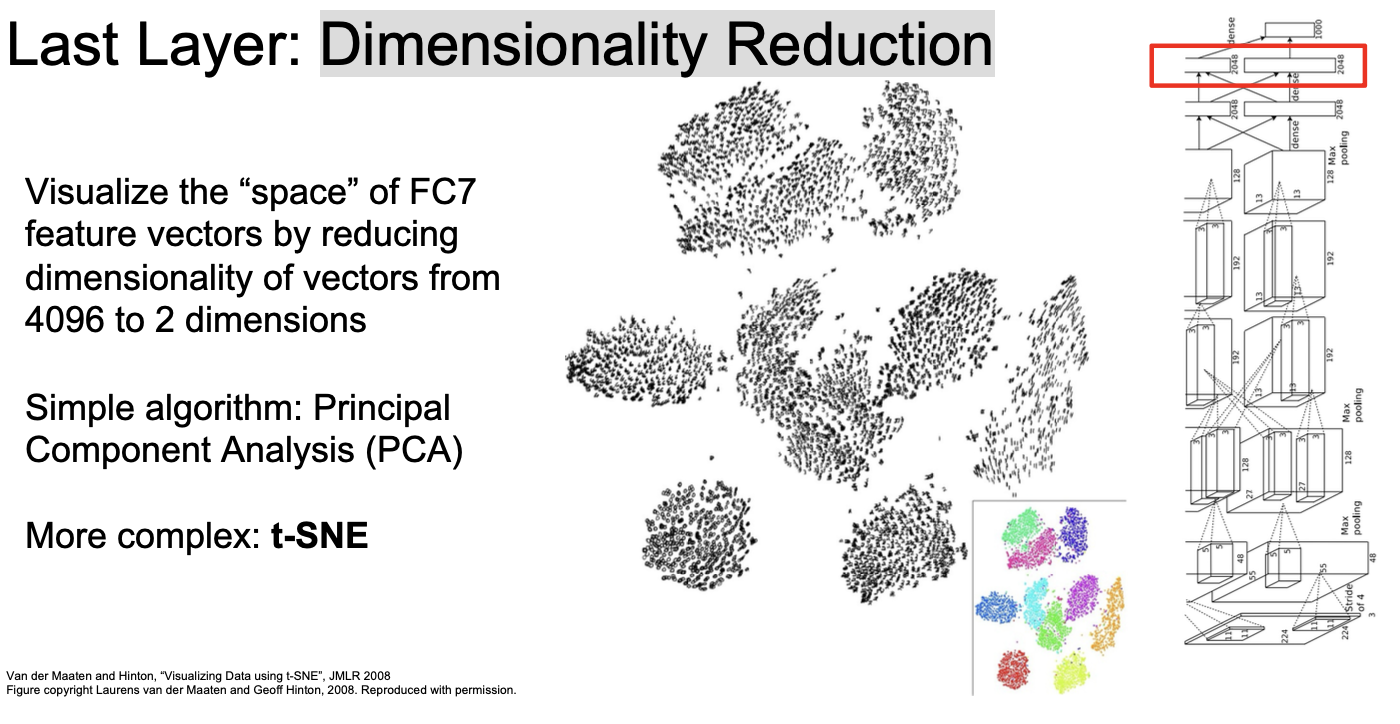 Last Layer: Dimensionality Reduction
Visualize the “space” of FC7
feature vectors by reducing
dimensionality of vectors from
4096 to 2 dimensions
Simple algorithm: Principal
Component Analysis (PCA)
More complex: t-SNE
Van der Maaten and Hinton, “Visualizing Data using t-SNE”, JMLR 2008
Figure copyright Laurens van der Maaten and Geoff Hinton, 2008. Reproduced with permission.
dense
1000
2048
2048
dense
2048
2048
dense
128
Max
pooling
128
13
13
3
3
3
192
192
13
13
3
3
3
192
192
13
13
3
3
3
3
3
Max
pooling
128
128
27
27
Max
pooling
5
5
5
5
48
48
55
55
Stride
of 4
11
11
11
11
224
224
3